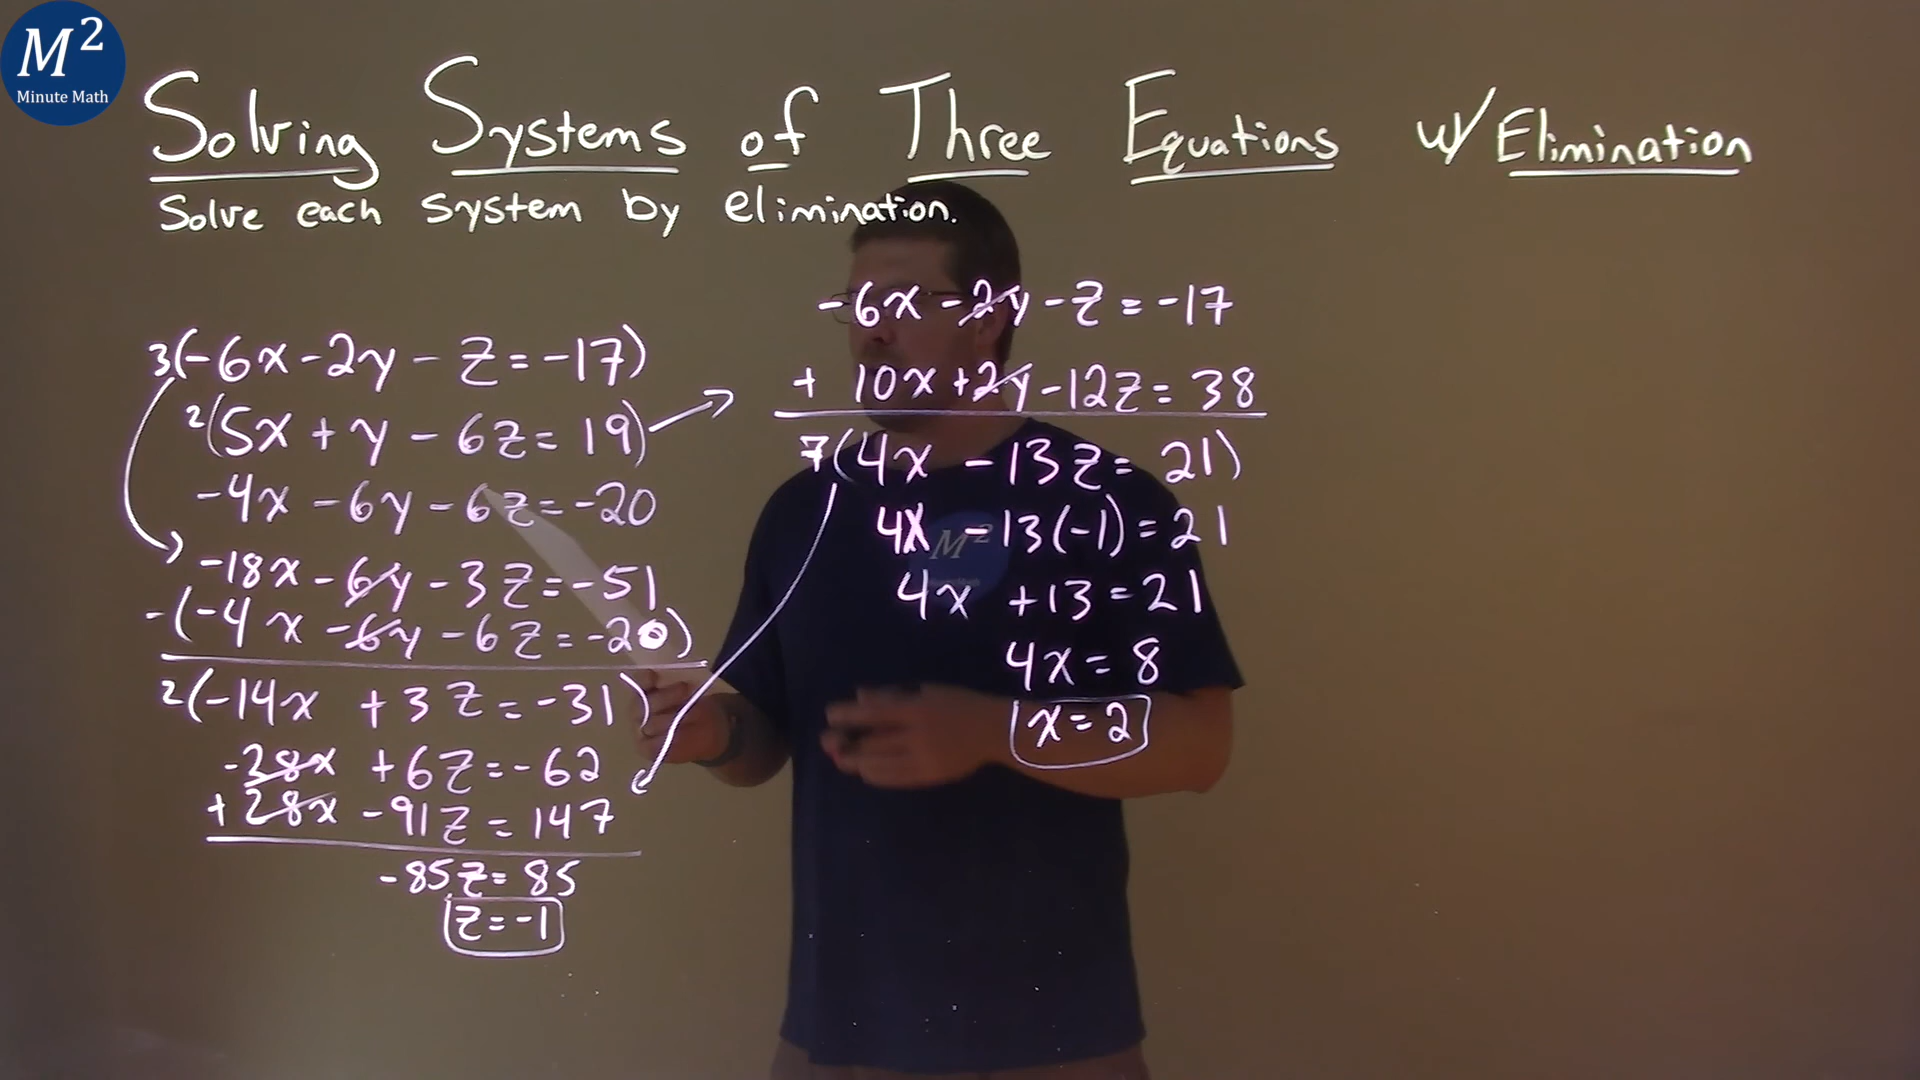 M²
Minute Math
Solving Systems of Three Equations w/ Elimination
Solve each system by elimination.
3(-6x-2y-z=-17)
2(5x+y-6z=19)
-4x-6y-6z=-20
-18x-6y-3z=-51
-(-4x-6y-6z=-20)
2(-14x+3z=-31)
-28x+6z=-62
+28x-91z=147
-85z=85
z=-1
-6x-2y-z=-17
+10x+2y-12z=38
7(4x-13z=21)
4x-13(-1)=21
4x+13=21
4x=8
x=2
M²
Minute Math